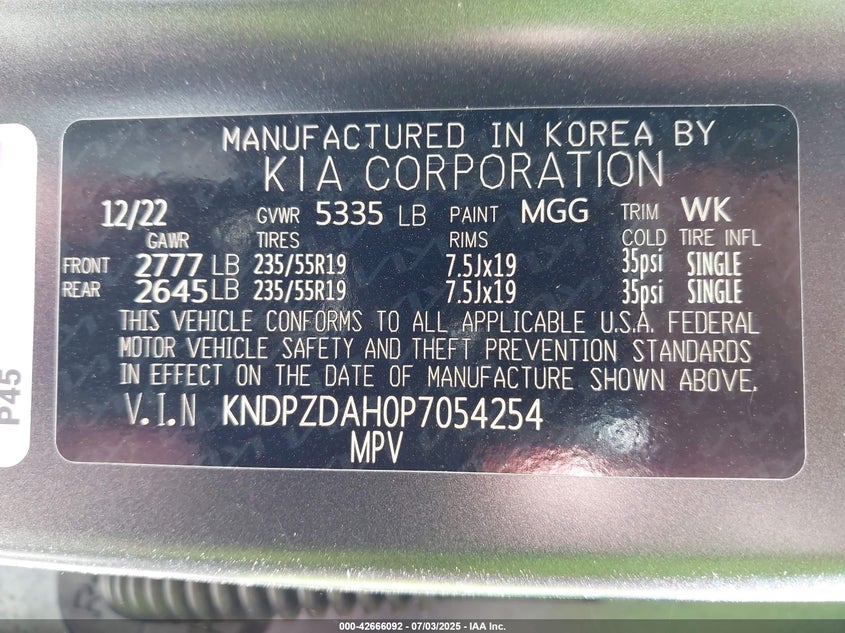 MANUFACTURED IN KOREA BY
KIA CORPORATION
12/22 GVWR 5335 LB PAINT MGG TRIM WK
GAWR TIRES RIMS COLD TIRE INFL
FRONT 2777 LB 235/55R19 7.5Jx19 35psi SINGLE
REAR 2645 LB 235/55R19 7.5Jx19 35psi SINGLE
THIS VEHICLE CONFORMS TO ALL APPLICABLE U.S.A. FEDERAL
MOTOR VEHICLE SAFETY AND THEFT PREVENTION STANDARDS
IN EFFECT ON THE DATE OF MANUFACTURE SHOWN ABOVE.
V.I.N KNDPZDAH0P7054254
MPV
P45
000-42666092 - 07/03/2025 - IAA Inc.